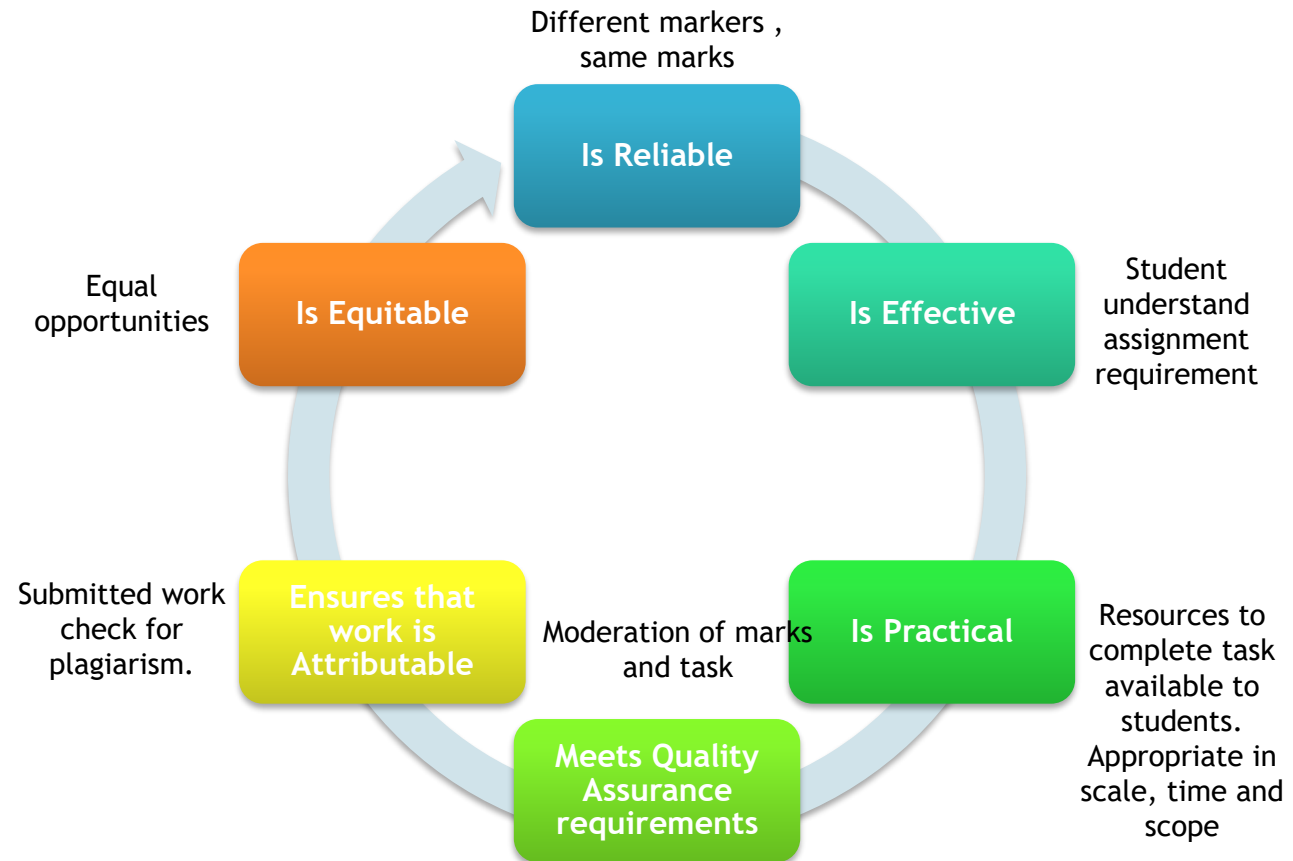 Different markers ,
same marks
Is Reliable
Is Effective
Student
understand
assignment
requirement
Is Practical
Resources to
complete task
available to
students.
Appropriate in
scale, time and
scope
Meets Quality
Assurance
requirements
Moderation of marks
and task
Ensures that
work is
Attributable
Submitted work
check for
plagiarism.
Is Equitable
Equal
opportunities